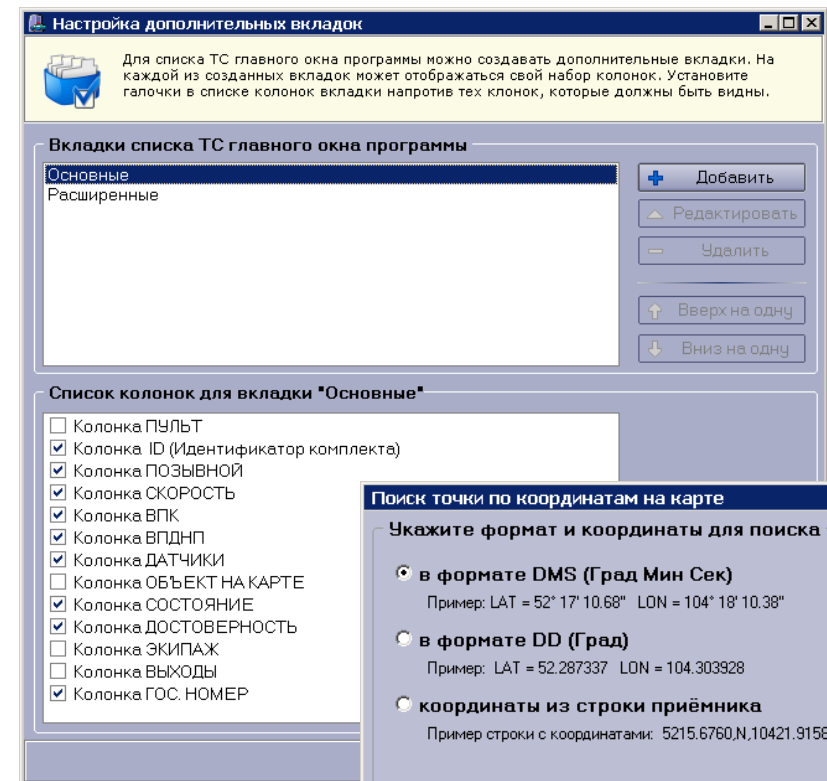 Настройка дополнительных вкладок
Для списка ТС главного окна программы можно создавать дополнительные вкладки. На
каждой из созданных вкладок может отображаться свой набор колонок. Установите
галочки в списке колонок вкладки напротив тех клонок, которые должны быть видны.
Вкладки списка ТС главного окна программы
Основные
Расширенные
Добавить
Редактировать
Удалить
Вверх на одну
Вниз на одну
Список колонок для вкладки "Основные"
Колонка ПУЛЬТ
Колонка ID (Идентификатор комплекта)
Колонка ПОЗЫВНОЙ
Колонка СКОРОСТЬ
Колонка ВПК
Колонка ВПДНП
Колонка ДАТЧИКИ
Колонка ОБЪЕКТ НА КАРТЕ
Колонка СОСТОЯНИЕ
Колонка ДОСТОВЕРНОСТЬ
Колонка ЭКИПАЖ
Колонка ВЫХОДЫ
Колонка ГОС. НОМЕР
Поиск точки по координатам на карте
Укажите формат и координаты для поиска
в формате DMS (Град Мин Сек)
Пример: LAT = 52° 17' 10.68" LON = 104° 18' 10.38"
в формате DD (Град)
Пример: LAT = 52.287337 LON = 104.303928
координаты из строки приёмника
Пример строки с координатами: 5215.6760,N,10421.9158